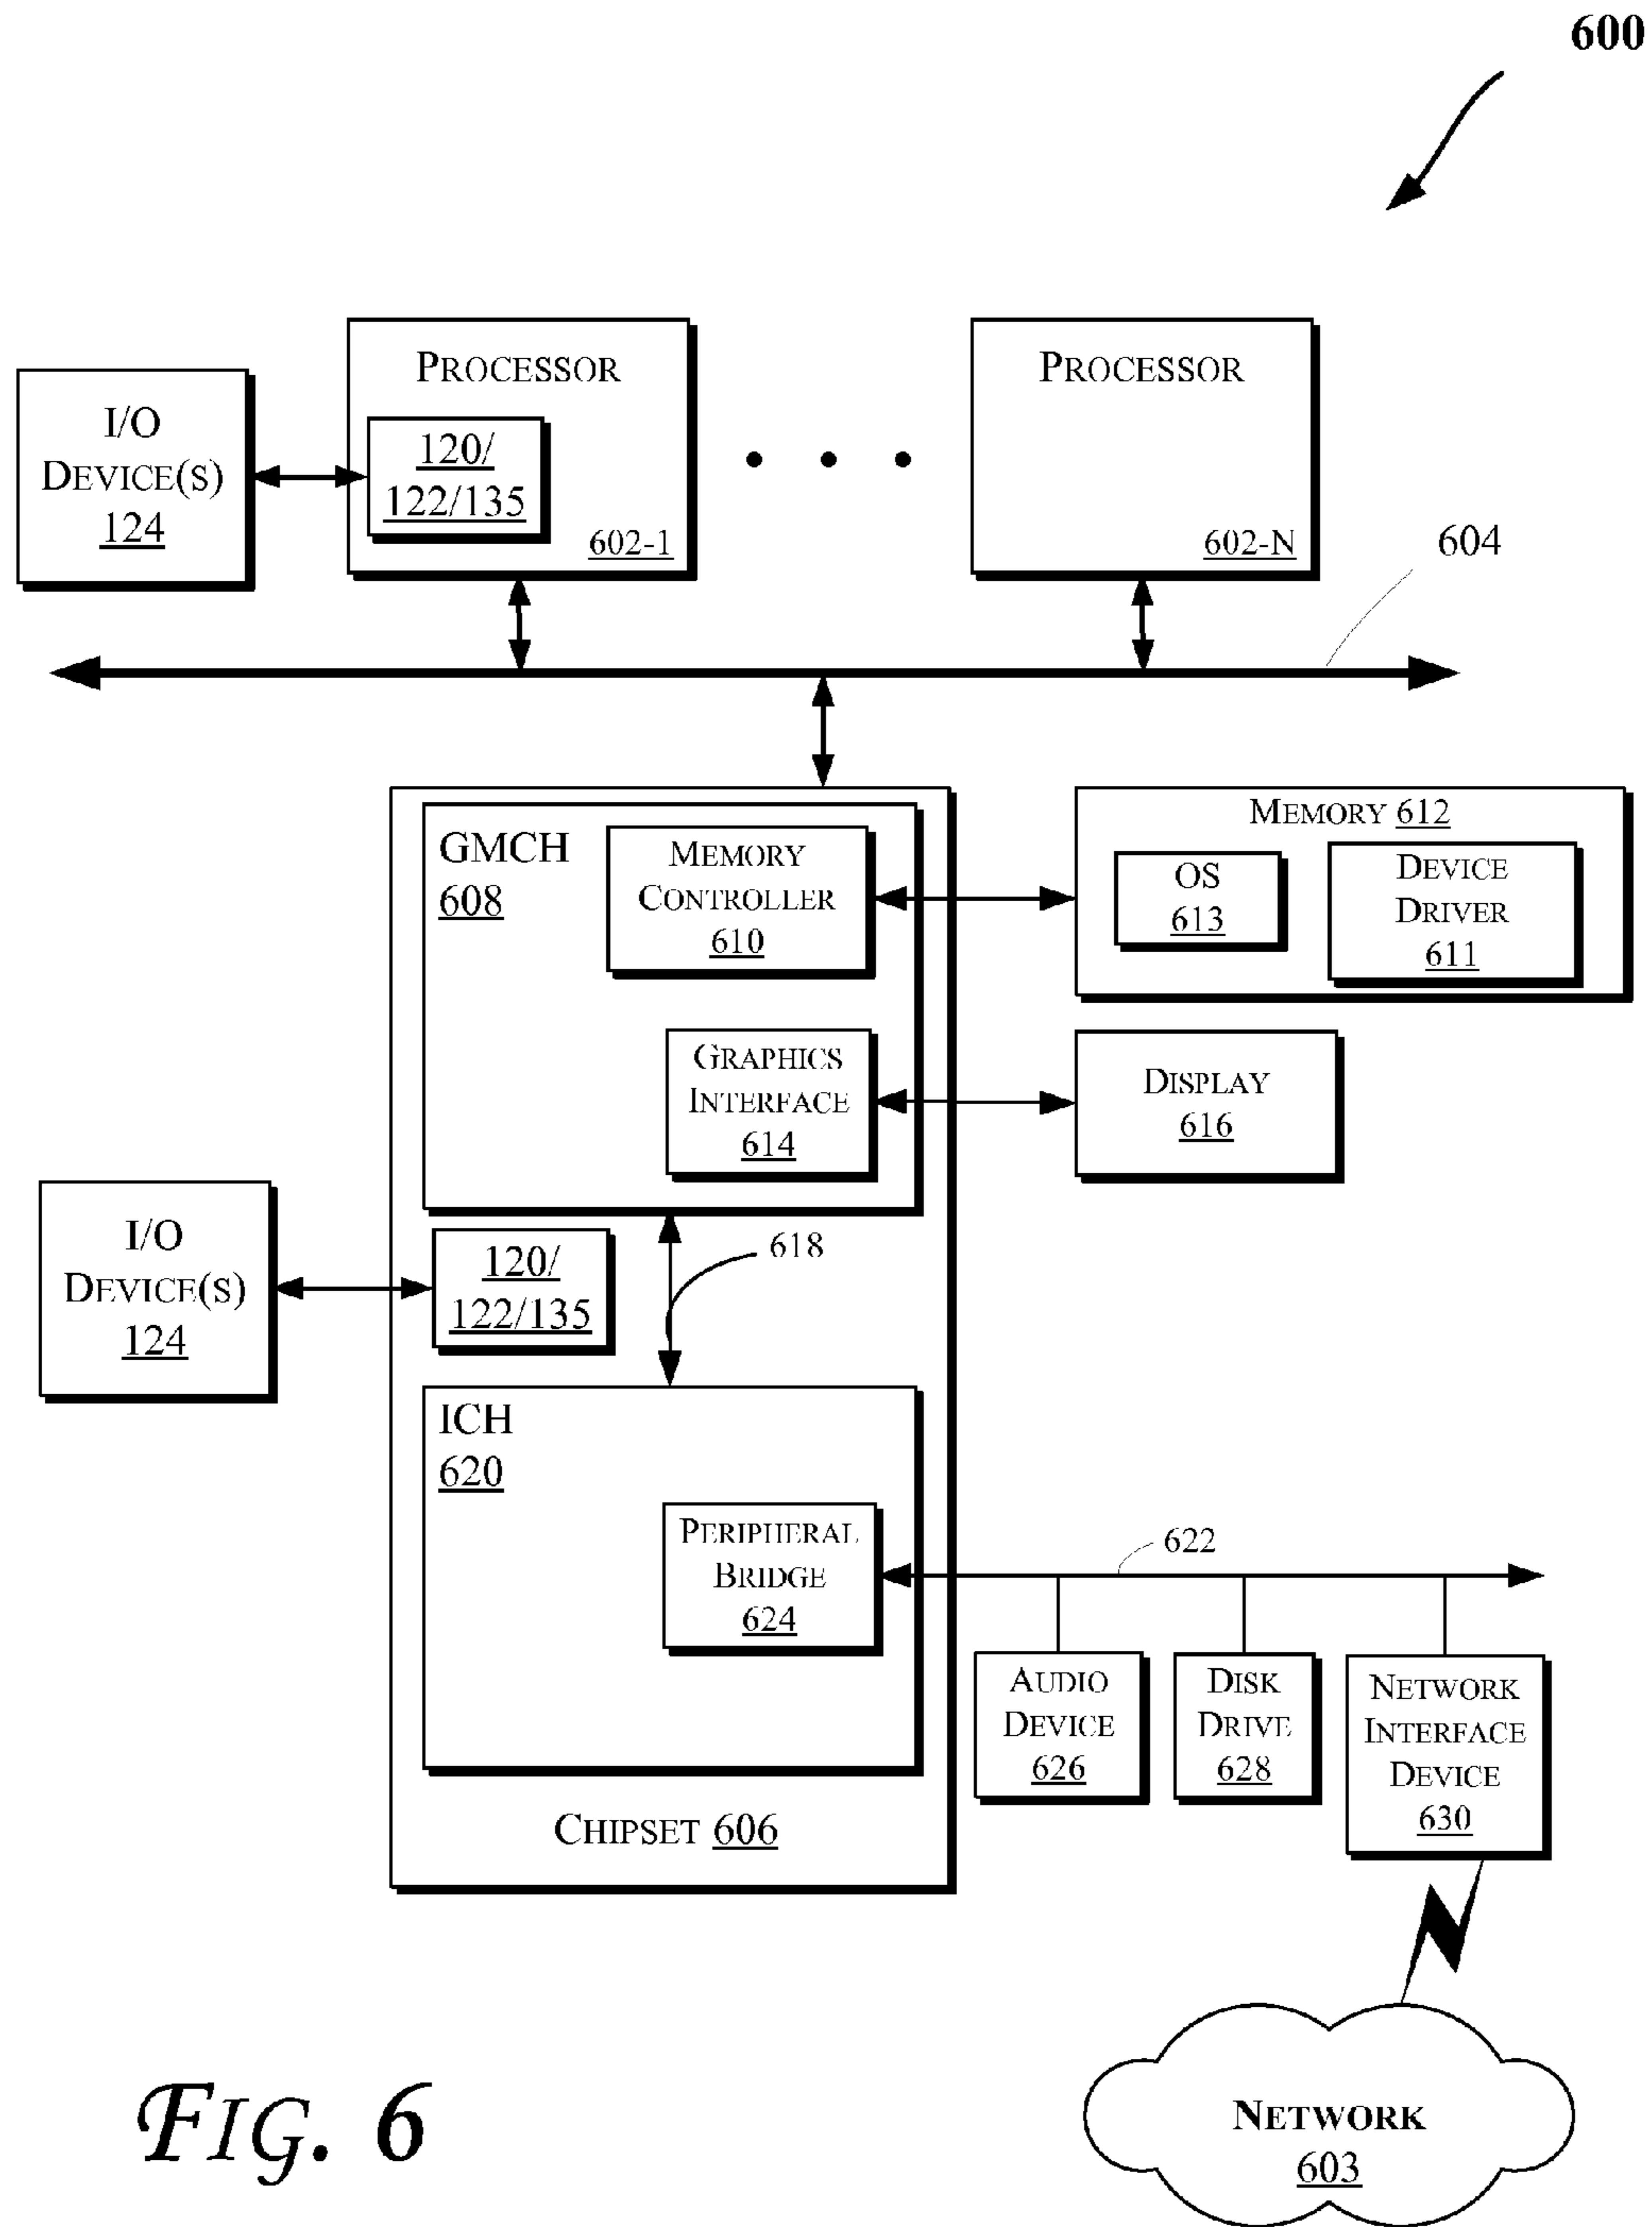 600
PROCESSOR
120/
122/135
602-1
PROCESSOR
602-N
I/O
DEVICE(S)
124
604
GMCH
608
MEMORY
CONTROLLER
610
MEMORY 612
OS
613
DEVICE
DRIVER
611
GRAPHICS
INTERFACE
614
DISPLAY
616
I/O
DEVICE(S)
124
120/
122/135
618
ICH
620
PERIPHERAL
BRIDGE
624
622
AUDIO
DEVICE
626
DISK
DRIVE
628
NETWORK
INTERFACE
DEVICE
630
CHIPSET 606
NETWORK
603
FIG. 6